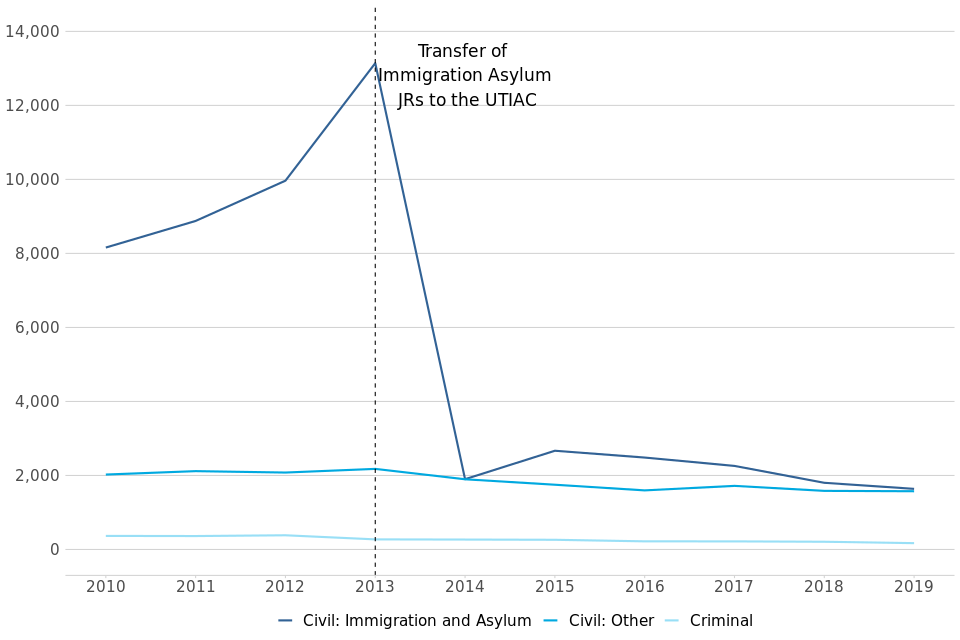 14,000
Transfer of
Immigration Asylum
JRs to the UTIAC
12,000
10,000
8,000
6,000
4,000
2,000
0
2010 2011 2012 2013 2014 2015 2016 2017 2018 2019
Civil: Immigration and Asylum Civil: Other Criminal